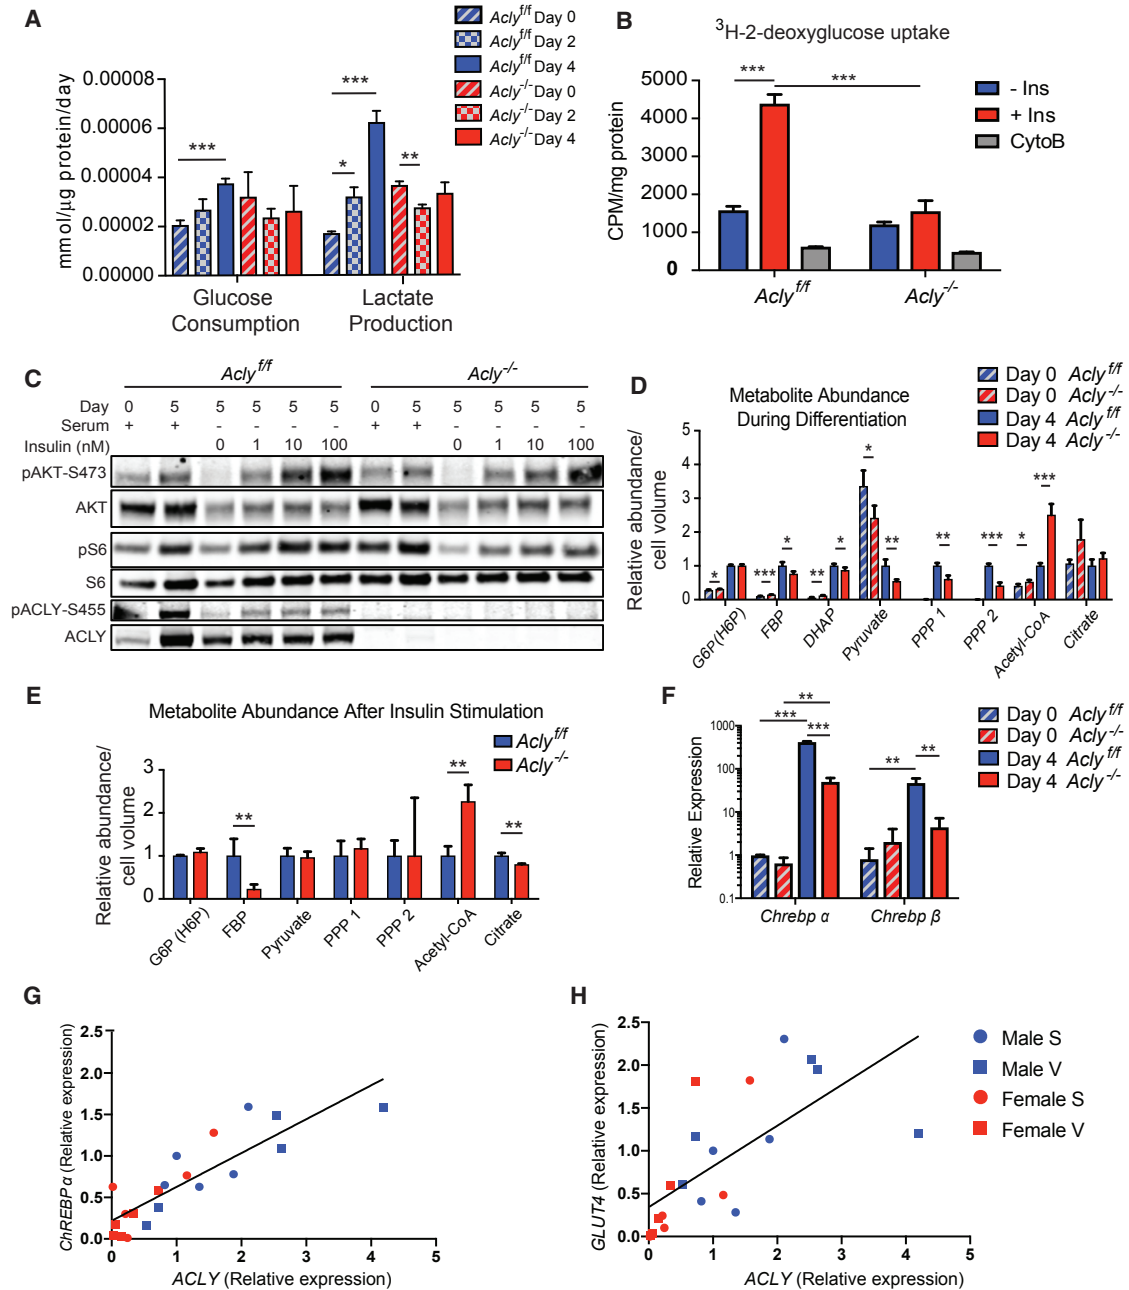 A
Acly^f/f Day 0
Acly^f/f Day 2
Acly^f/f Day 4
Acly^-/- Day 0
Acly^-/- Day 2
Acly^-/- Day 4
mmol/µg protein/day
0.00008
0.00006
0.00004
0.00002
0.00000
***
***
*
**
Glucose Consumption
Lactate Production
B
³H-2-deoxyglucose uptake
CPM/mg protein
5000
4000
3000
2000
1000
0
*** ***
- Ins
+ Ins
CytoB
Acly^f/f Acly^-/-
C
Acly^f/f Acly^-/-
Day 0 5 5 5 5 5 0 5 5 5 5 5
Serum + + - - - - + + - - - -
Insulin (nM) 0 1 10 100 0 1 10 100
pAKT-S473
AKT
pS6
S6
pACLY-S455
ACLY
D
Metabolite Abundance
During Differentiation
Day 0 Acly^f/f
Day 0 Acly^-/-
Day 4 Acly^f/f
Day 4 Acly^-/-
Relative abundance/
cell volume
5
4
3
2
1
0
* *** * ** * * ** ** *** * ***
G6P (H6P) FBP DHAP Pyruvate PPP 1 PPP 2 Acetyl-CoA Citrate
E
Metabolite Abundance After Insulin Stimulation
Acly^f/f
Acly^-/-
Relative abundance/
cell volume
3
2
1
0
** ** **
G6P (H6P) FBP Pyruvate PPP 1 PPP 2 Acetyl-CoA Citrate
F
Day 0 Acly^f/f
Day 0 Acly^-/-
Day 4 Acly^f/f
Day 4 Acly^-/-
Relative Expression
1000
100
10
1
0.1
**
***
***
** **
Chrebp α Chrebp β
G
ChREBP α (Relative expression)
2.5
2.0
1.5
1.0
0.5
0.0
0 1 2 3 4 5
ACLY (Relative expression)
H
GLUT4 (Relative expression)
2.5
2.0
1.5
1.0
0.5
0.0
0 1 2 3 4 5
ACLY (Relative expression)
Male S
Male V
Female S
Female V